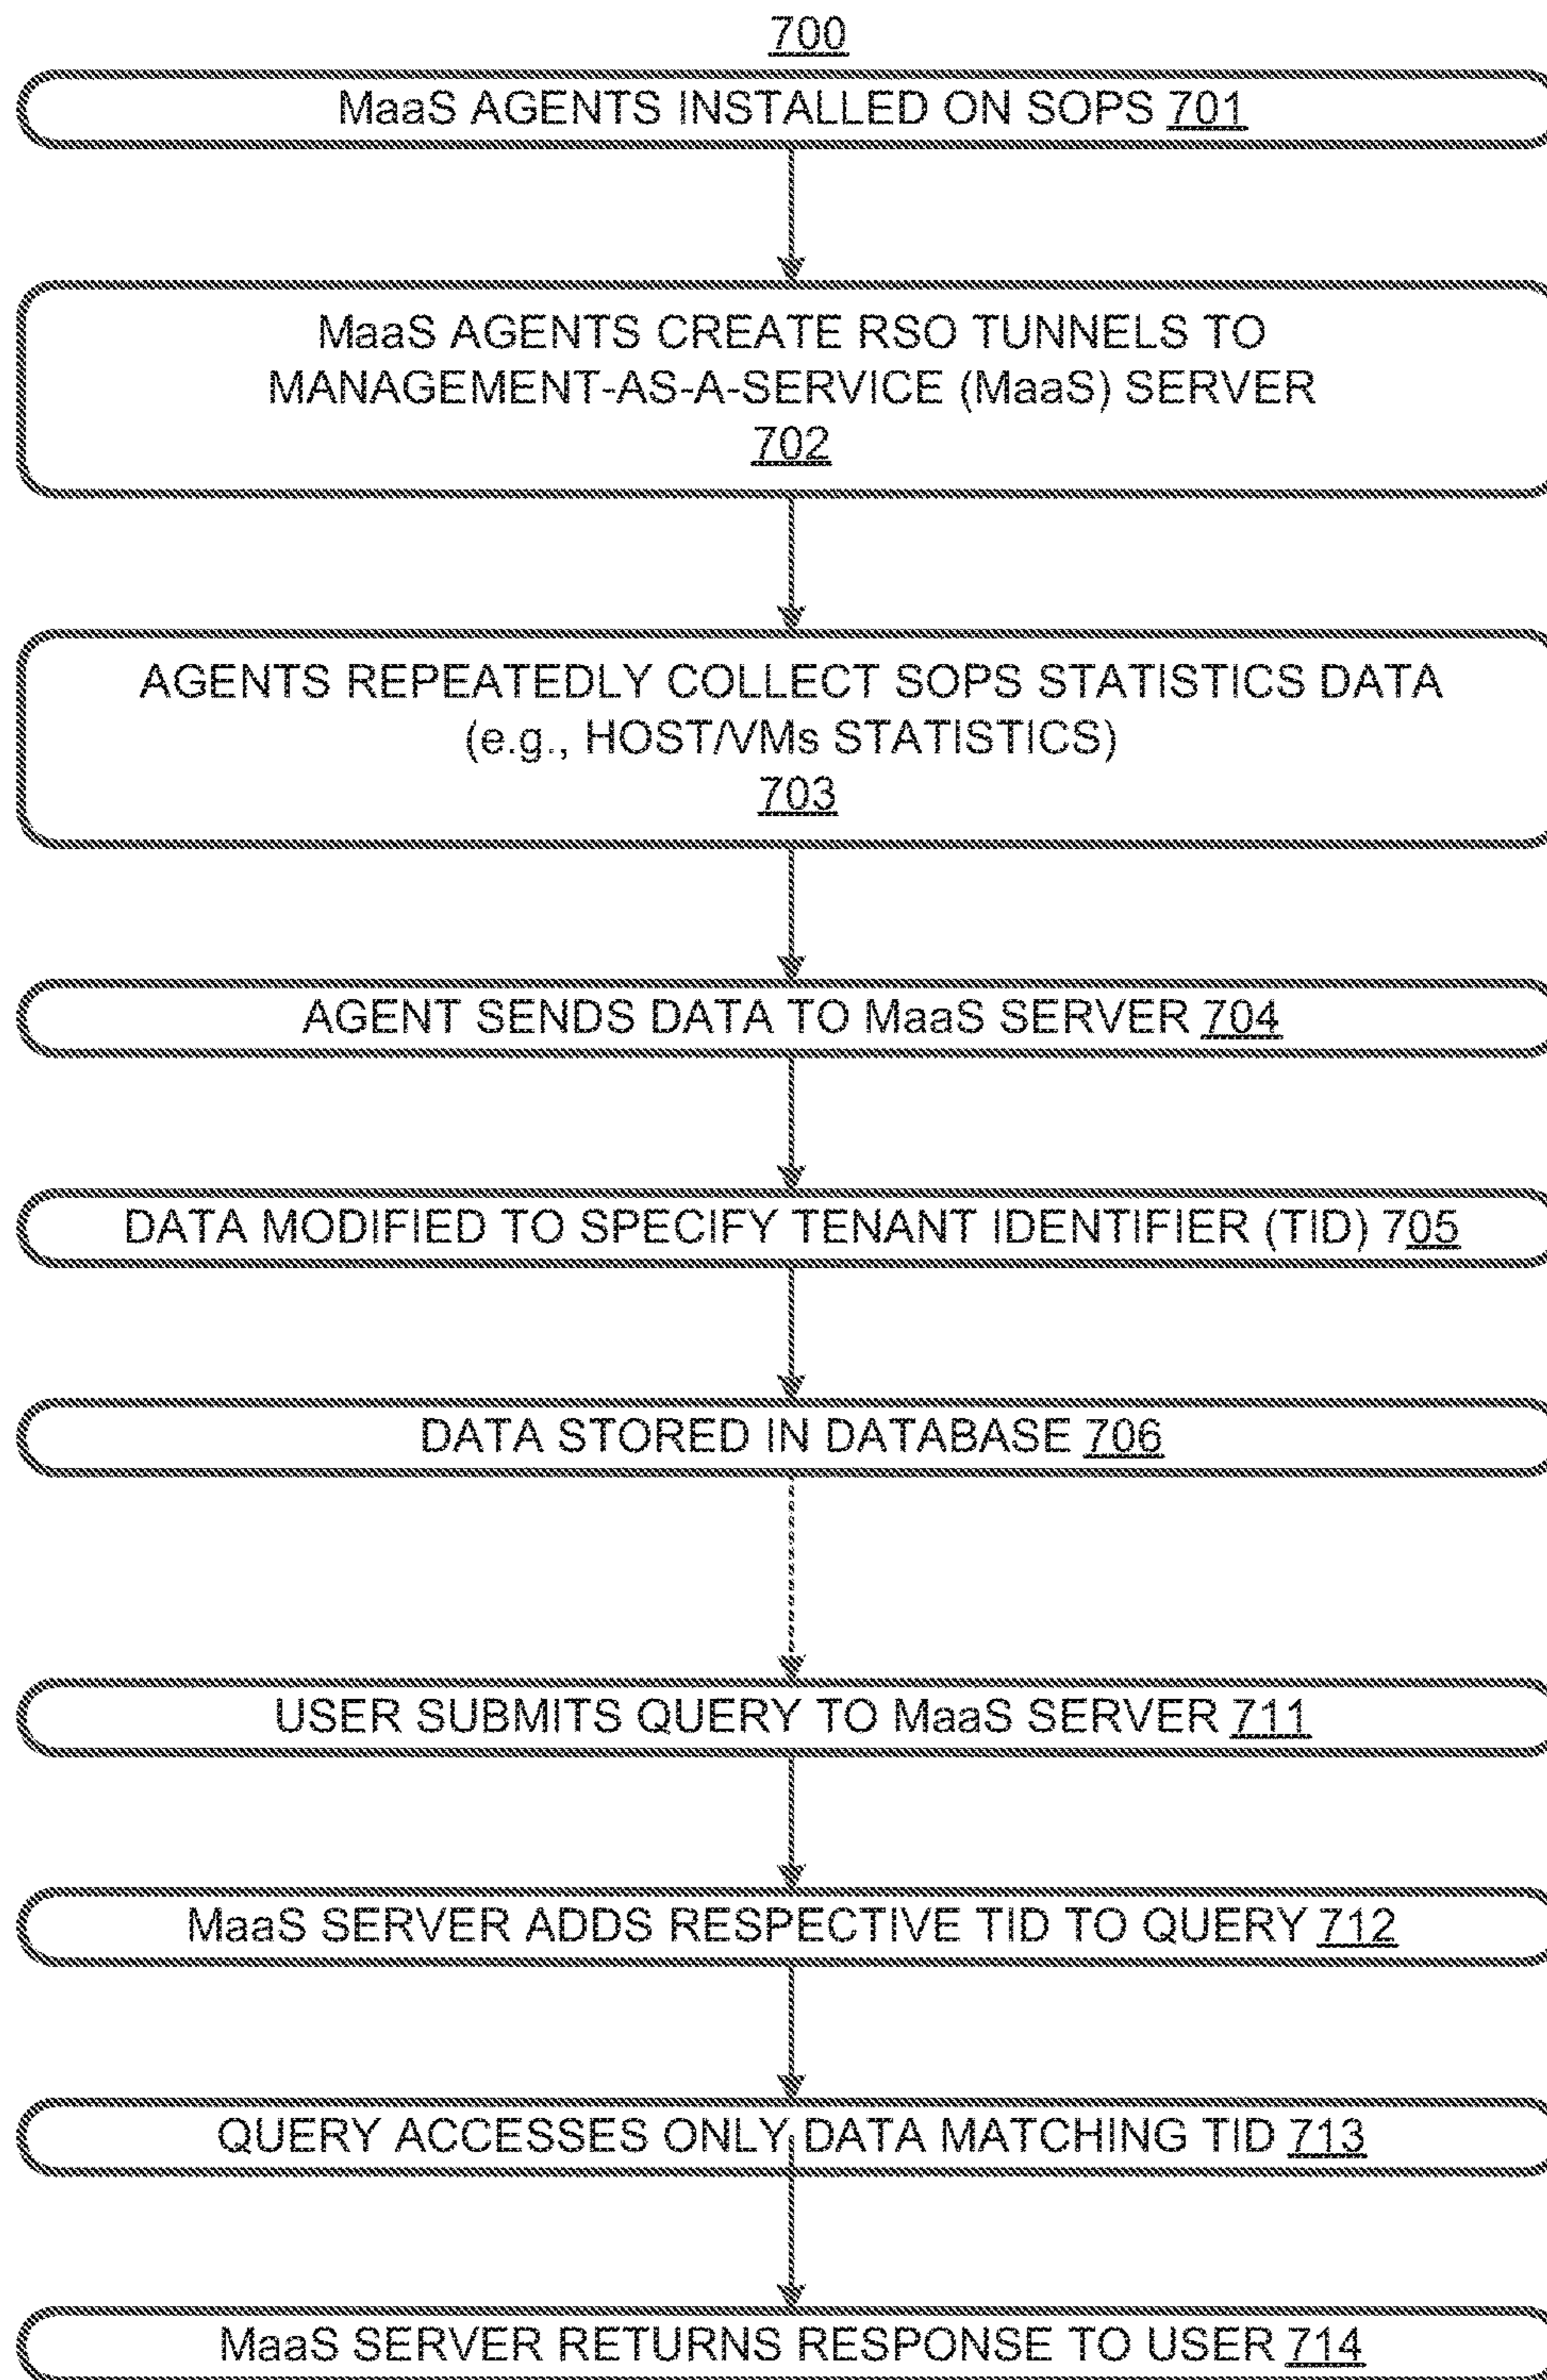 700
MaaS AGENTS INSTALLED ON SOPS 701
MaaS AGENTS CREATE RSO TUNNELS TO
MANAGEMENT-AS-A-SERVICE (MaaS) SERVER
702
AGENTS REPEATEDLY COLLECT SOPS STATISTICS DATA
(e.g., HOST/VMs STATISTICS)
703
AGENT SENDS DATA TO MaaS SERVER 704
DATA MODIFIED TO SPECIFY TENANT IDENTIFIER (TID) 705
DATA STORED IN DATABASE 706
USER SUBMITS QUERY TO MaaS SERVER 711
MaaS SERVER ADDS RESPECTIVE TID TO QUERY 712
QUERY ACCESSES ONLY DATA MATCHING TID 713
MaaS SERVER RETURNS RESPONSE TO USER 714